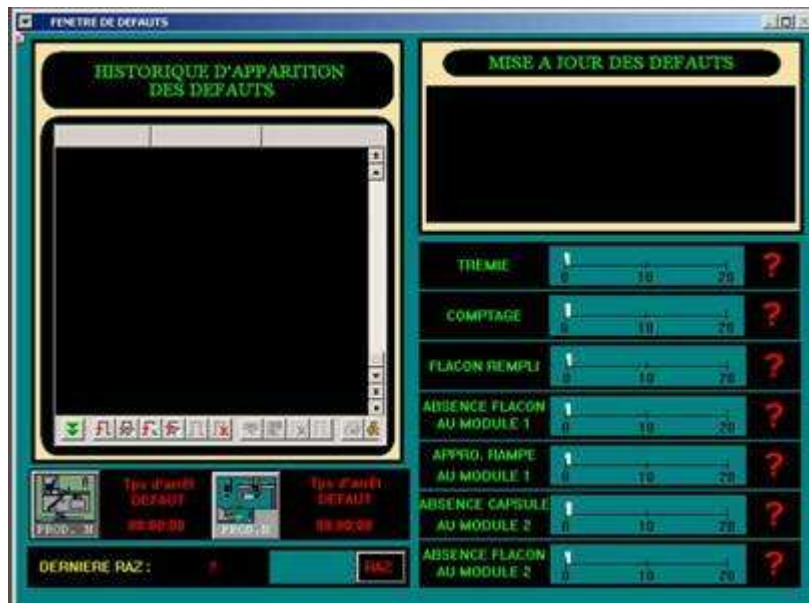 FENETRE DE DEFAUTS
HISTORIQUE D'APPARITION
DES DEFAUTS
MISE A JOUR DES DEFAUTS
TREMIE
0 10 20 ?
COMPTAGE
0 10 20 ?
FLACON REMPLI
0 10 20 ?
ABSENCE FLACON
AU MODULE 1
0 10 20 ?
APPRO. RAMPE
AU MODULE 1
0 10 20 ?
ABSENCE CAPSULE
AU MODULE 2
0 10 20 ?
ABSENCE FLACON
AU MODULE 2
0 10 20 ?
Tps d'arrêt
DEFAUT
00:00:00
Tps d'arrêt
DEFAUT
00:00:00
PROD.
PROD.
DERNIERE RAZ :
?
RAZ